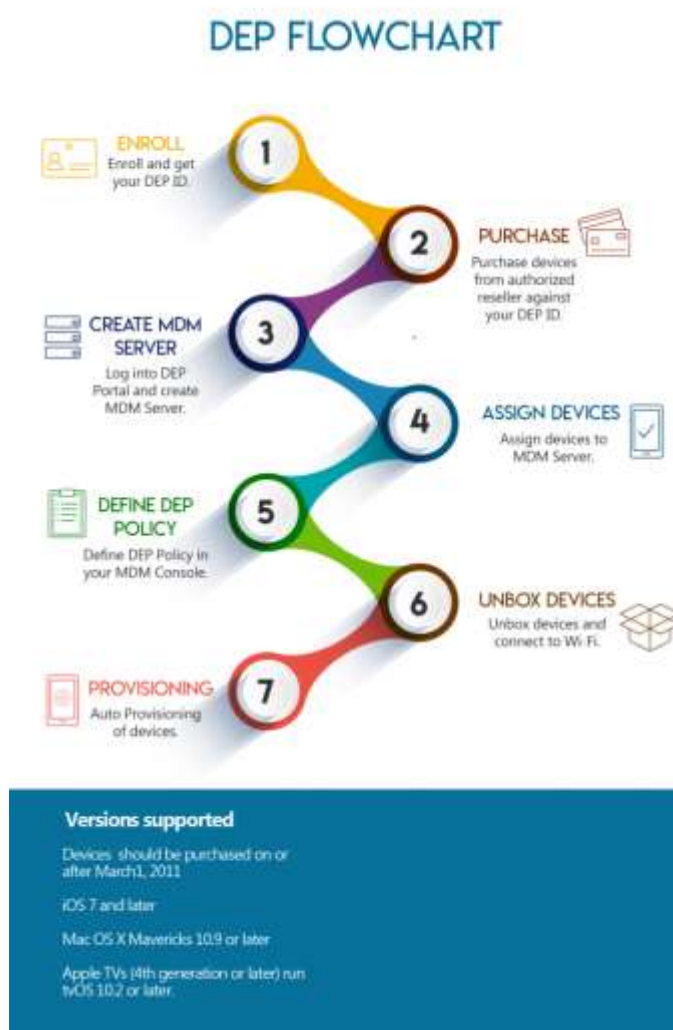 DEP FLOWCHART
1
ENROLL
Enroll and get
your DEP ID.
2
PURCHASE
Purchase devices
from authorized
reseller against
your DEP ID.
3
CREATE MDM
SERVER
Log into DEP
Portal and create
MDM Server.
4
ASSIGN DEVICES
Assign devices to
MDM Server.
5
DEFINE DEP
POLICY
Define DEP Policy in
your MDM Console.
6
UNBOX DEVICES
Unbox devices and
connect to Wi-Fi.
7
PROVISIONING
Auto Provisioning
of devices.
Versions supported
Devices should be purchased on or
after March1, 2011
iOS 7 and later
Mac OS X Mavericks 10.9 or later
Apple TVs (4th generation or later) run
tvOS 10.2 or later.